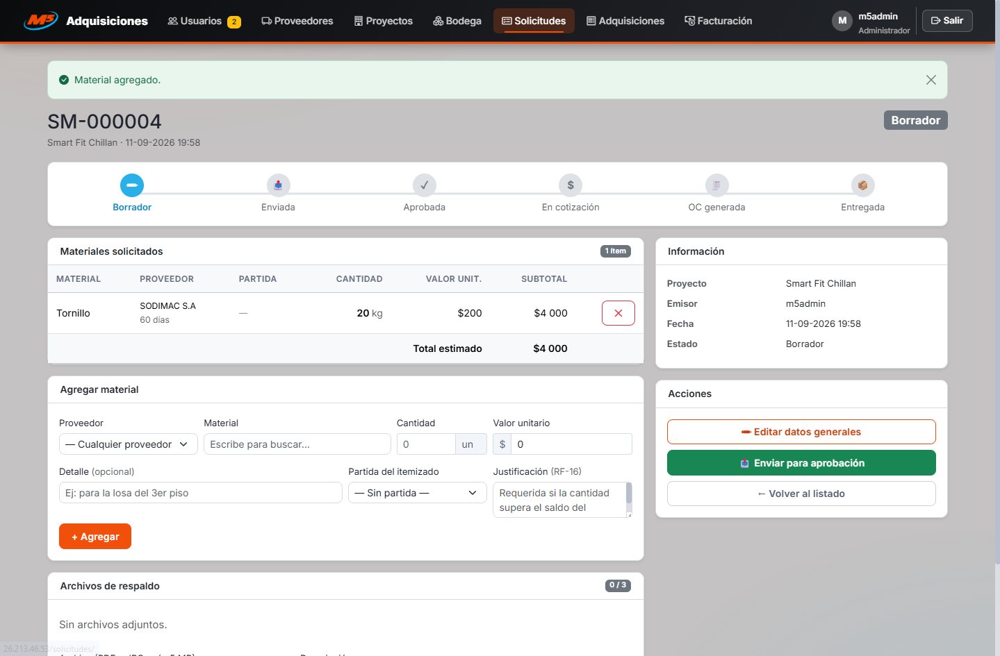 M5 Adquisiciones
Usuarios 2
Proveedores
Proyectos
Bodega
Solicitudes
Adquisiciones
Facturación
M
m5admin
Administrador
Salir
Material agregado.
SM-000004
Borrador
Smart Fit Chillan · 11-09-2026 19:58
Borrador
Enviada
✓
Aprobada
$
En cotización
OC generada
Entregada
Materiales solicitados
1 ítem
MATERIAL PROVEEDOR PARTIDA CANTIDAD VALOR UNIT. SUBTOTAL
Tornillo
SODIMAC S.A
60 días
—
20 kg
$200
$4 000
Total estimado $4 000
Información
Proyecto Smart Fit Chillan
Emisor m5admin
Fecha 11-09-2026 19:58
Estado Borrador
Agregar material
Proveedor
— Cualquier proveedor
Material
Escribe para buscar...
Cantidad
0 un
Valor unitario
$ 0
Detalle (opcional)
Ej: para la losa del 3er piso
Partida del itemizado
— Sin partida —
Justificación (RF-16)
Requerida si la cantidad
supera el saldo del
+ Agregar
Acciones
Editar datos generales
Enviar para aprobación
← Volver al listado
Archivos de respaldo
0 / 3
Sin archivos adjuntos.
26.213.46.53/solicitudes/